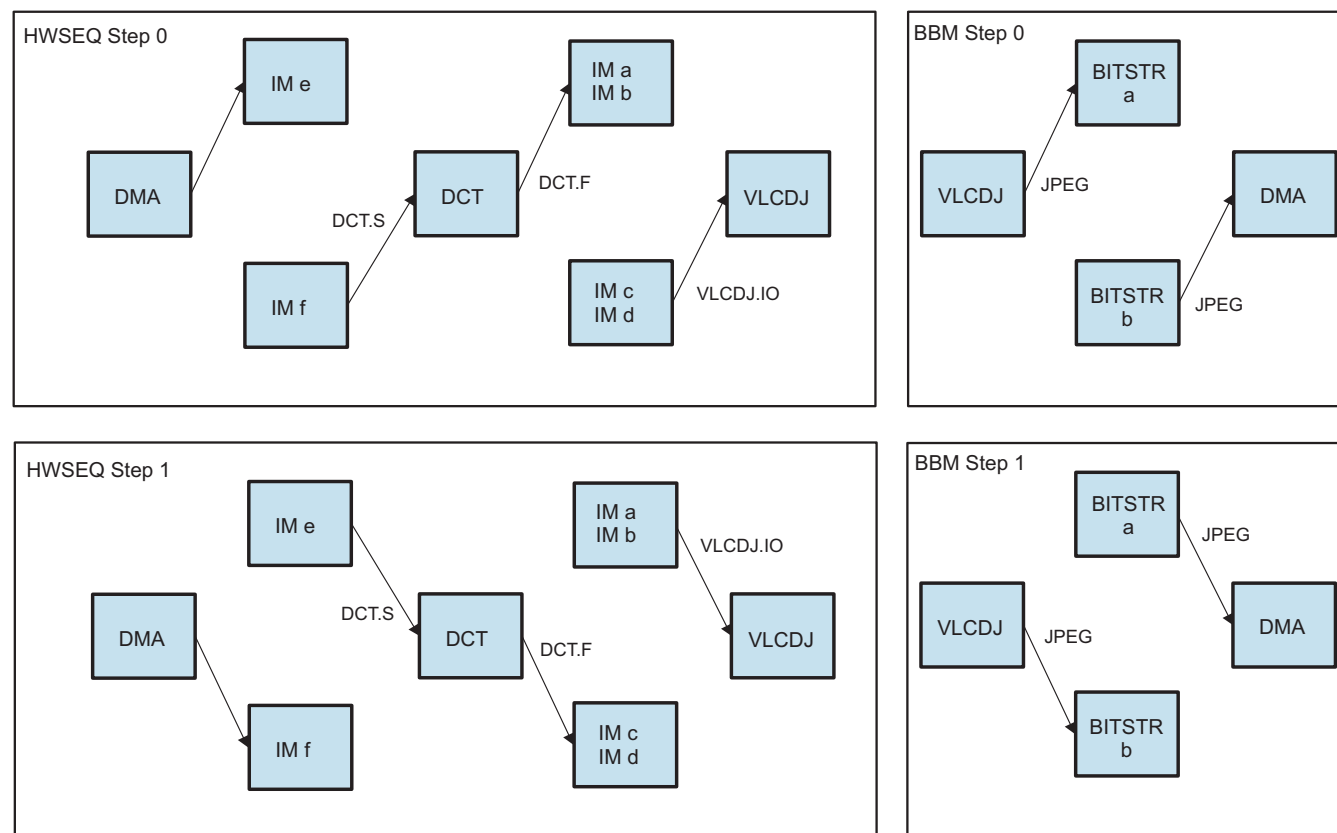 HWSEQ Step 0
IM e
IM a
IM b
DMA
DCT
VLCDJ
DCT.F
DCT.S
IM f
IM c
IM d
VLCDJ.IO
BBM Step 0
BITSTR
a
VLCDJ
JPEG
DMA
BITSTR
b
JPEG
HWSEQ Step 1
IM e
IM a
IM b
VLCDJ.IO
DMA
DCT.S
DCT
DCT.F
VLCDJ
IM f
IM c
IM d
BBM Step 1
BITSTR
a
JPEG
VLCDJ
JPEG
DMA
BITSTR
b